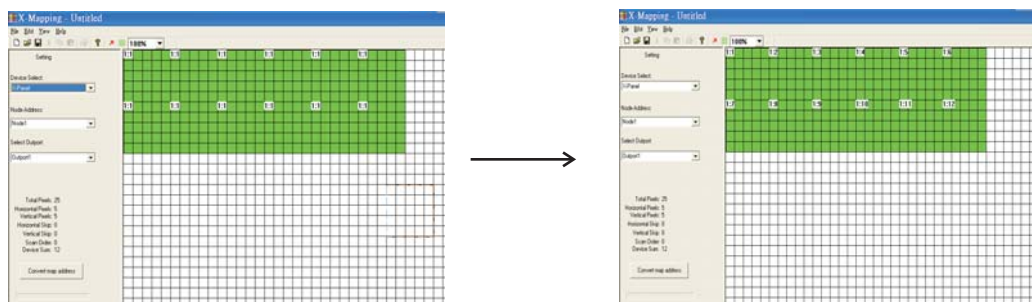 X-Mapping - Untitled
File Edit View Help
100%
1:1 1:1 1:1 1:1 1:1 1:1
Setting
Device Select:
X-Panel
1:1 1:1 1:1 1:1 1:1 1:1
Node Address:
Node1
Select Outport
Outport1
Total Pixels: 25
Horizontal Pixels: 5
Vertical Pixels: 5
Horizontal Skip: 0
Vertical Skip: 0
Scan Order: 0
Device Sum: 12
Convert map address
X-Mapping - Untitled
File Edit View Help
100%
1:1 1:2 1:3 1:4 1:5 1:6
Setting
Device Select:
X-Panel
1:7 1:8 1:9 1:10 1:11 1:12
Node Address:
Node1
Select Outport
Outport1
Total Pixels: 25
Horizontal Pixels: 5
Vertical Pixels: 5
Horizontal Skip: 0
Vertical Skip: 0
Scan Order: 0
Device Sum: 12
Convert map address